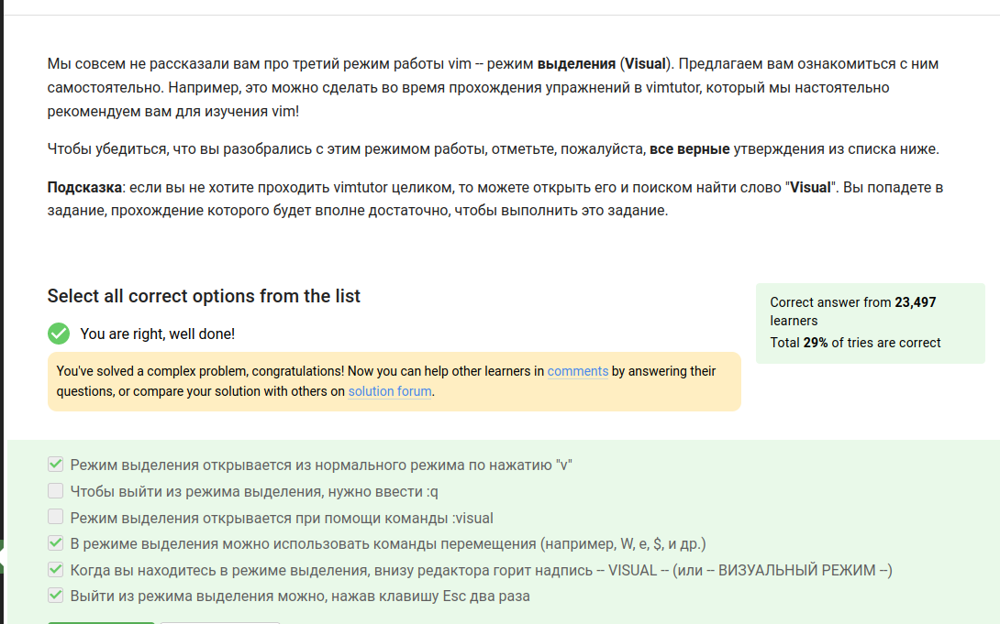 Мы совсем не рассказали вам про третий режим работы vim -- режим выделения (Visual). Предлагаем вам ознакомиться с ним
самостоятельно. Например, это можно сделать во время прохождения упражнений в vimtutor, который мы настоятельно
рекомендуем вам для изучения vim!
Чтобы убедиться, что вы разобрались с этим режимом работы, отметьте, пожалуйста, все верные утверждения из списка ниже.
Подсказка: если вы не хотите проходить vimtutor целиком, то можете открыть его и поиском найти слово "Visual". Вы попадете в
задание, прохождение которого будет вполне достаточно, чтобы выполнить это задание.
Select all correct options from the list
You are right, well done!
You've solved a complex problem, congratulations! Now you can help other learners in comments by answering their
questions, or compare your solution with others on solution forum.
Correct answer from 23,497
learners
Total 29% of tries are correct
Режим выделения открывается из нормального режима по нажатию "v"
Чтобы выйти из режима выделения, нужно ввести :q
Режим выделения открывается при помощи команды :visual
В режиме выделения можно использовать команды перемещения (например, W, e, $, и др.)
Когда вы находитесь в режиме выделения, внизу редактора горит надпись -- VISUAL -- (или -- ВИЗУАЛЬНЫЙ РЕЖИМ --)
Выйти из режима выделения можно, нажав клавишу Esc два раза